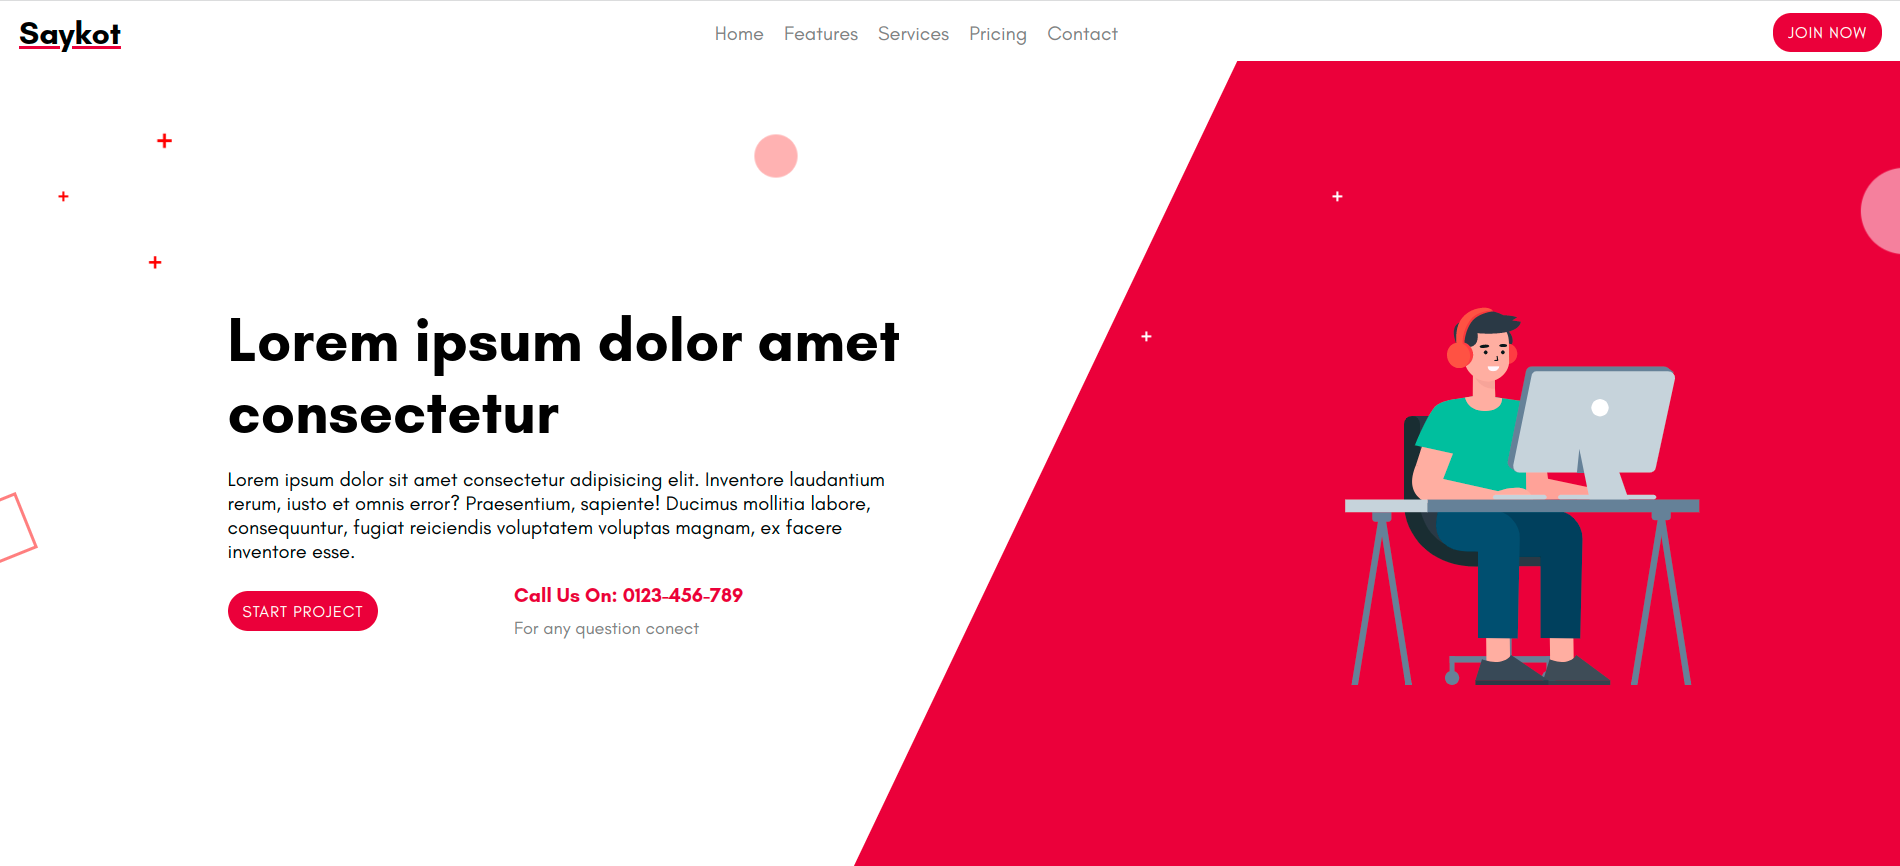 Saykot
Home Features Services Pricing Contact
JOIN NOW
Lorem ipsum dolor amet
consectetur
Lorem ipsum dolor sit amet consectetur adipisicing elit. Inventore laudantium
rerum, iusto et omnis error? Praesentium, sapiente! Ducimus mollitia labore,
consequuntur, fugiat reiciendis voluptatem voluptas magnam, ex facere
inventore esse.
START PROJECT
Call Us On: 0123-456-789
For any question conect